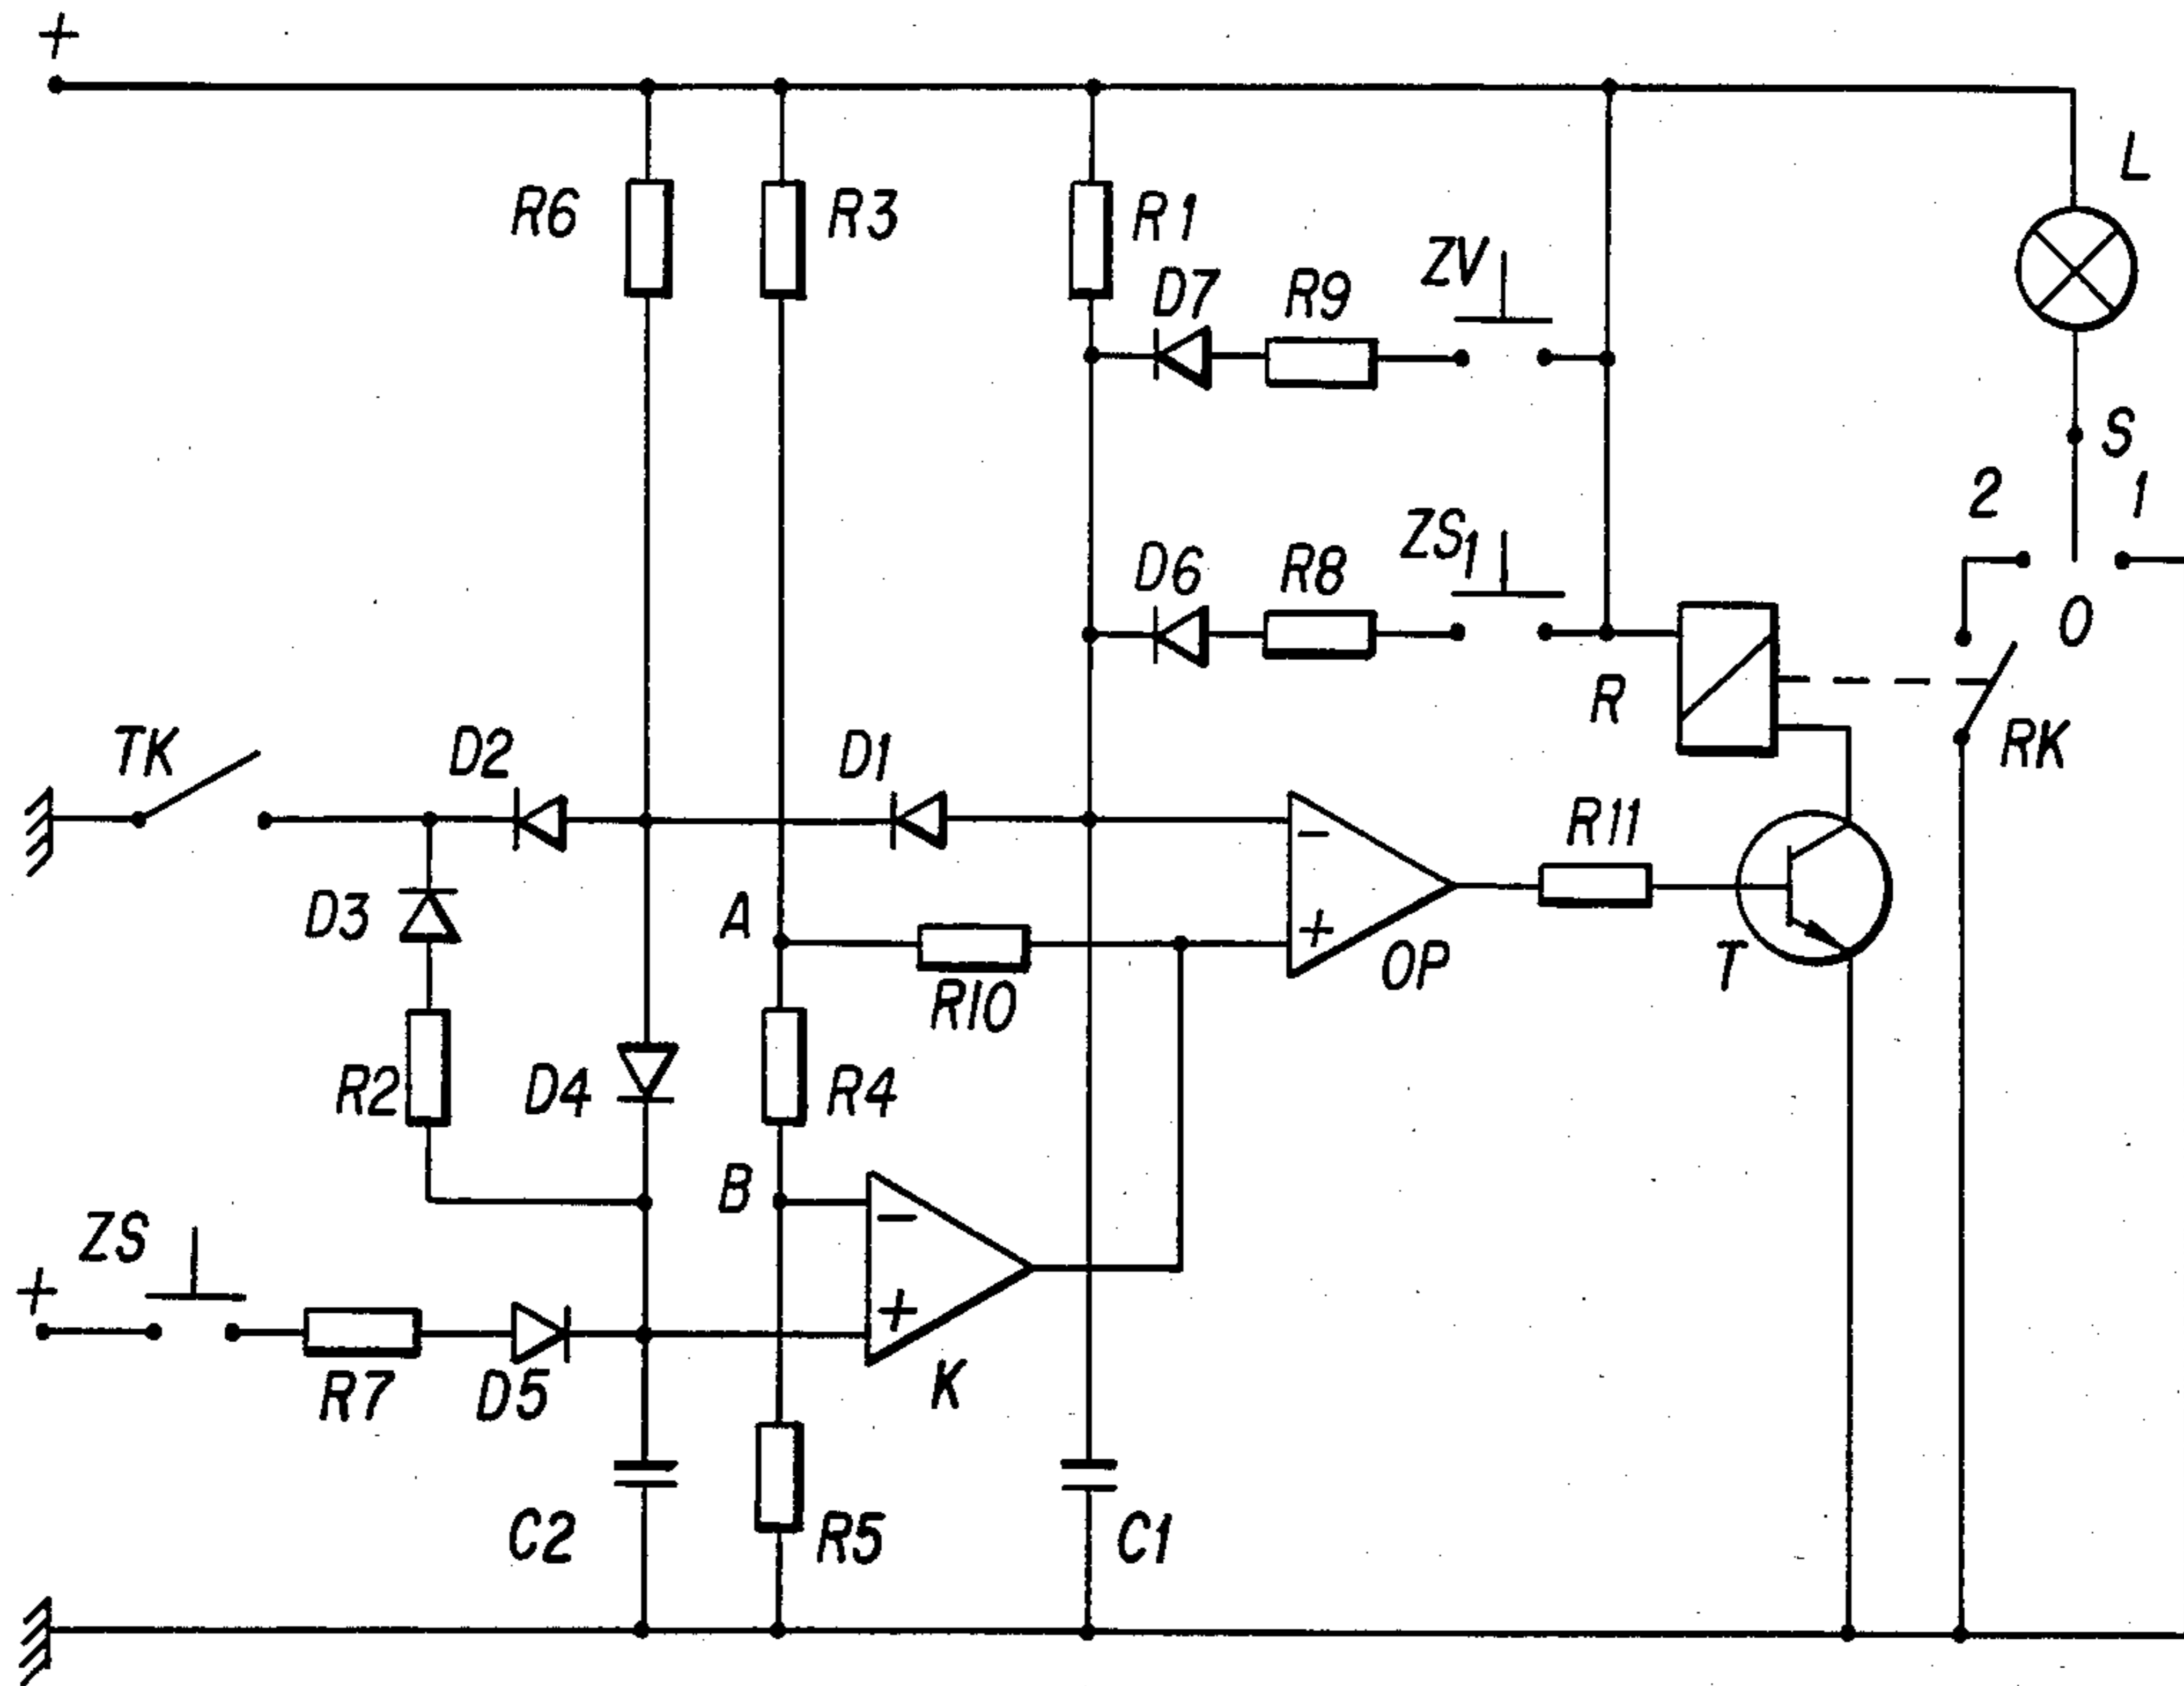 +
L
R6
R3
R1
ZV
D7
R9
S
2
1
ZS1
D6
R8
0
R
RK
TK
D2
D1
R11
-
D3
A
+
OP
T
R10
R2
D4
R4
B
ZS
-
+
+
K
R7
D5
C2
R5
C1